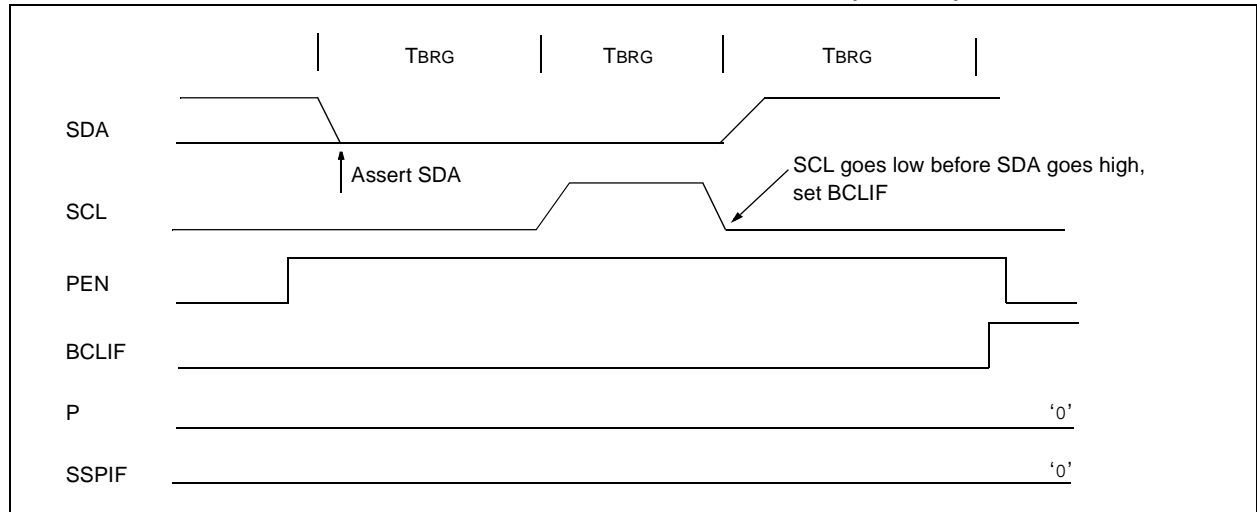 TBRG TBRG TBRG
SDA
Assert SDA
SCL goes low before SDA goes high,
set BCLIF
SCL
PEN
BCLIF
P '0'
SSPIF '0'